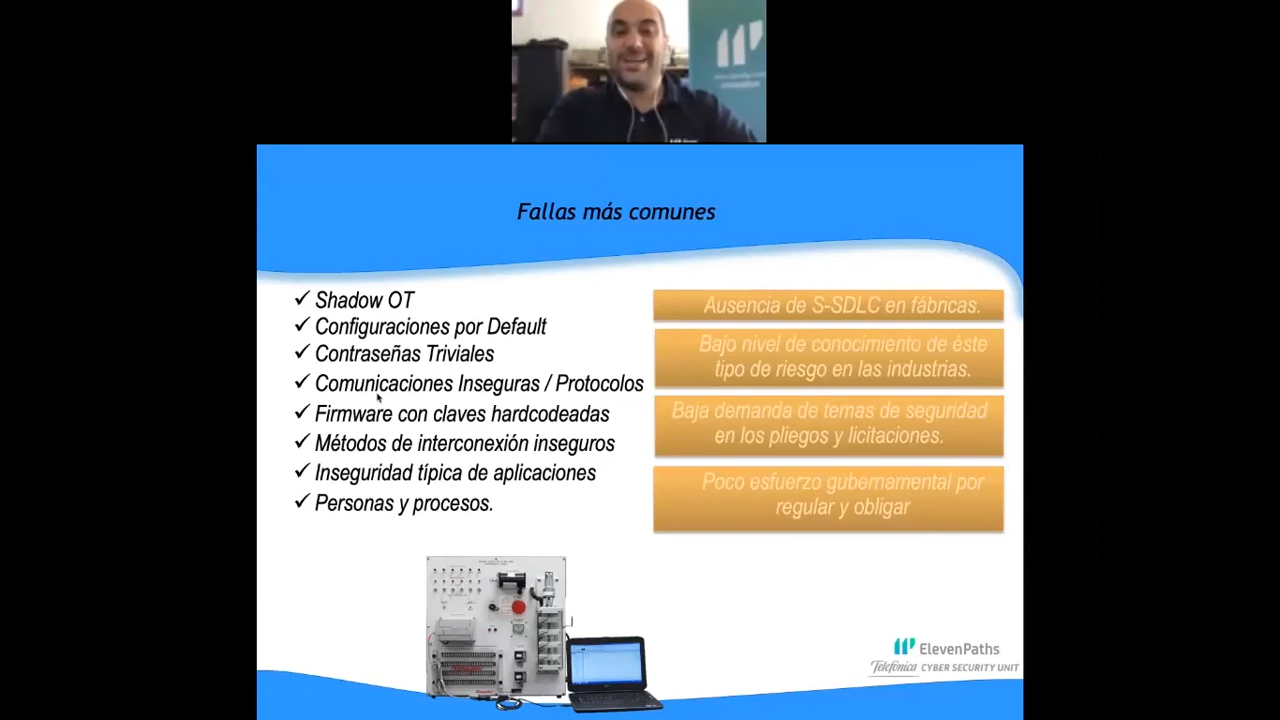 Fallas más comunes
Shadow OT
Configuraciones por Default
Contraseñas Triviales
Comunicaciones Inseguras / Protocolos
Firmware con claves hardcodeadas
Métodos de interconexión inseguros
Inseguridad típica de aplicaciones
Personas y procesos.
Ausencia de S-SDLC en fábricas.
Bajo nivel de conocimiento de éste
tipo de riesgo en las industrias.
Baja demanda de temas de seguridad
en los pliegos y licitaciones.
Poco esfuerzo gubernamental por
regular y obligar
ElevenPaths
Telefónica CYBER SECURITY UNIT